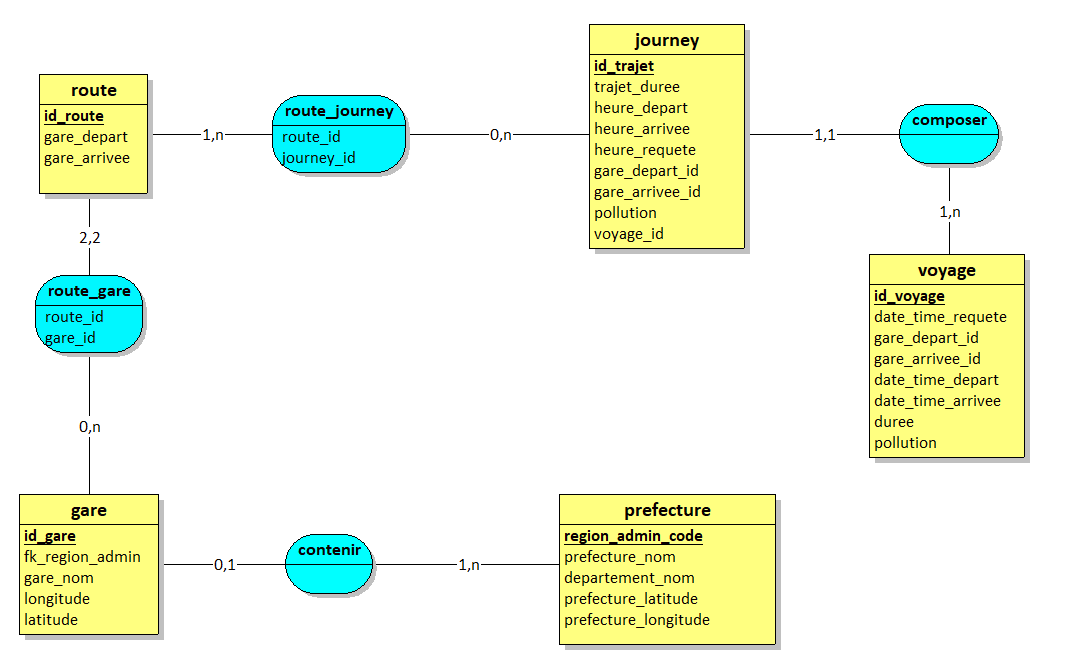 route
id_route
gare_depart
gare_arrivee
1,n
route_journey
route_id
journey_id
0,n
journey
id_trajet
trajet_duree
heure_depart
heure_arrivee
heure_requete
gare_depart_id
gare_arrivee_id
pollution
voyage_id
1,1
composer
1,n
voyage
id_voyage
date_time_requete
gare_depart_id
gare_arrivee_id
date_time_depart
date_time_arrivee
duree
pollution
2,2
route_gare
route_id
gare_id
0,n
gare
id_gare
fk_region_admin
gare_nom
longitude
latitude
0,1
contenir
1,n
prefecture
region_admin_code
prefecture_nom
departement_nom
prefecture_latitude
prefecture_longitude